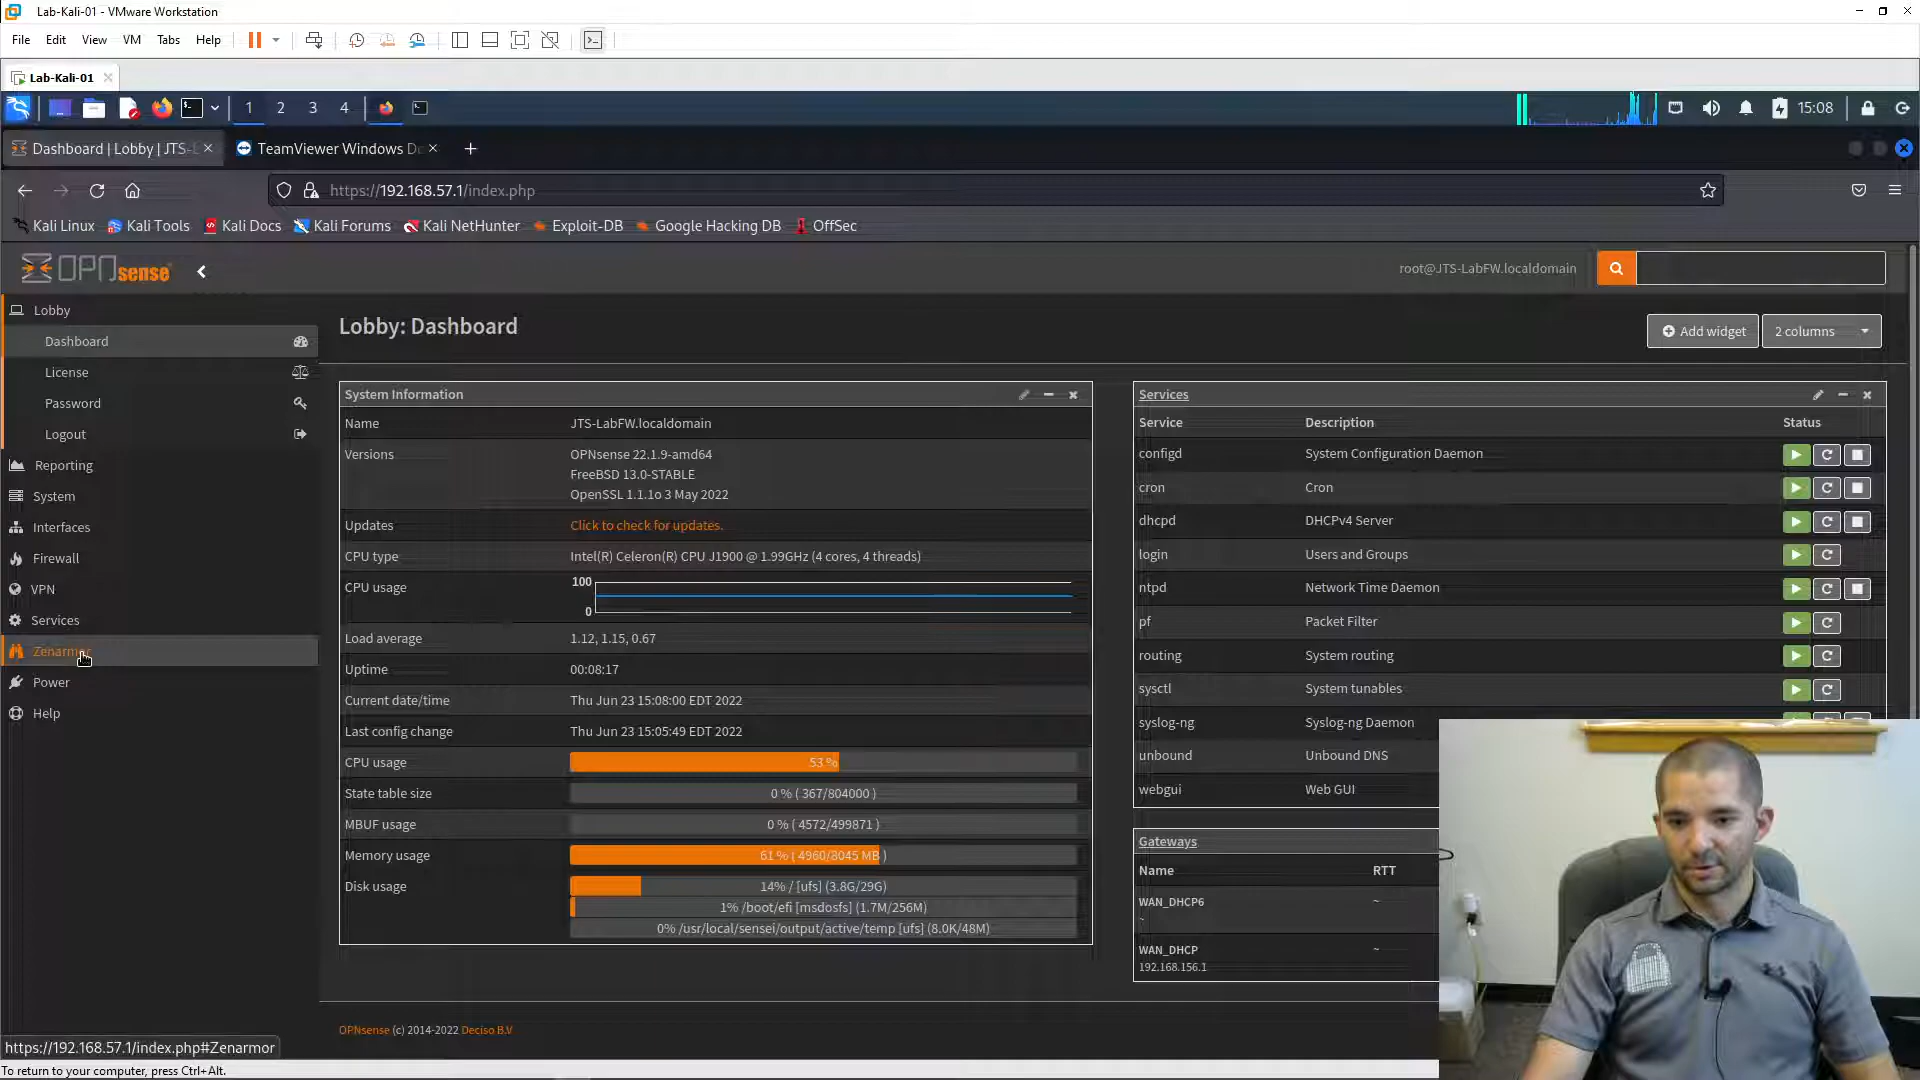 Lab-Kali-01 - VMware Workstation
File Edit View VM Tabs Help
Lab-Kali-01
1 2 3 4 15:08
Dashboard | Lobby | JTS-L TeamViewer Windows Do
https://192.168.57.1/index.php
Kali Linux Kali Tools Kali Docs Kali Forums Kali NetHunter Exploit-DB Google Hacking DB OffSec
OPNsense root@JTS-LabFW.localdomain
Lobby
Dashboard
License
Password
Logout
Reporting
System
Interfaces
Firewall
VPN
Services
Zenarmor
Power
Help
Lobby: Dashboard
Add widget 2 columns
System Information
Name JTS-LabFW.localdomain
Versions OPNsense 22.1.9-amd64
FreeBSD 13.0-STABLE
OpenSSL 1.1.1o 3 May 2022
Updates Click to check for updates.
CPU type Intel(R) Celeron(R) CPU J1900 @ 1.99GHz (4 cores, 4 threads)
CPU usage 100
0
Load average 1.12, 1.15, 0.67
Uptime 00:08:17
Current date/time Thu Jun 23 15:08:00 EDT 2022
Last config change Thu Jun 23 15:05:49 EDT 2022
CPU usage 53 %
State table size 0 % ( 367/804000 )
MBUF usage 0 % ( 4572/499871 )
Memory usage 61 % ( 4960/8045 MB )
Disk usage 14% / [ufs] (3.8G/29G)
1% /boot/efi [msdosfs] (1.7M/256M)
0% /usr/local/sensei/output/active/temp [ufs] (8.0K/48M)
Services
Service Description Status
configd System Configuration Daemon
cron Cron
dhcpd DHCPv4 Server
login Users and Groups
ntpd Network Time Daemon
pf Packet Filter
routing System routing
sysctl System tunables
syslog-ng Syslog-ng Daemon
unbound Unbound DNS
webgui Web GUI
Gateways
Name RTT
WAN_DHCP6 ~
~
WAN_DHCP ~
192.168.156.1
OPNsense (c) 2014-2022 Deciso B.V
https://192.168.57.1/index.php#Zenarmor
To return to your computer, press Ctrl+Alt.